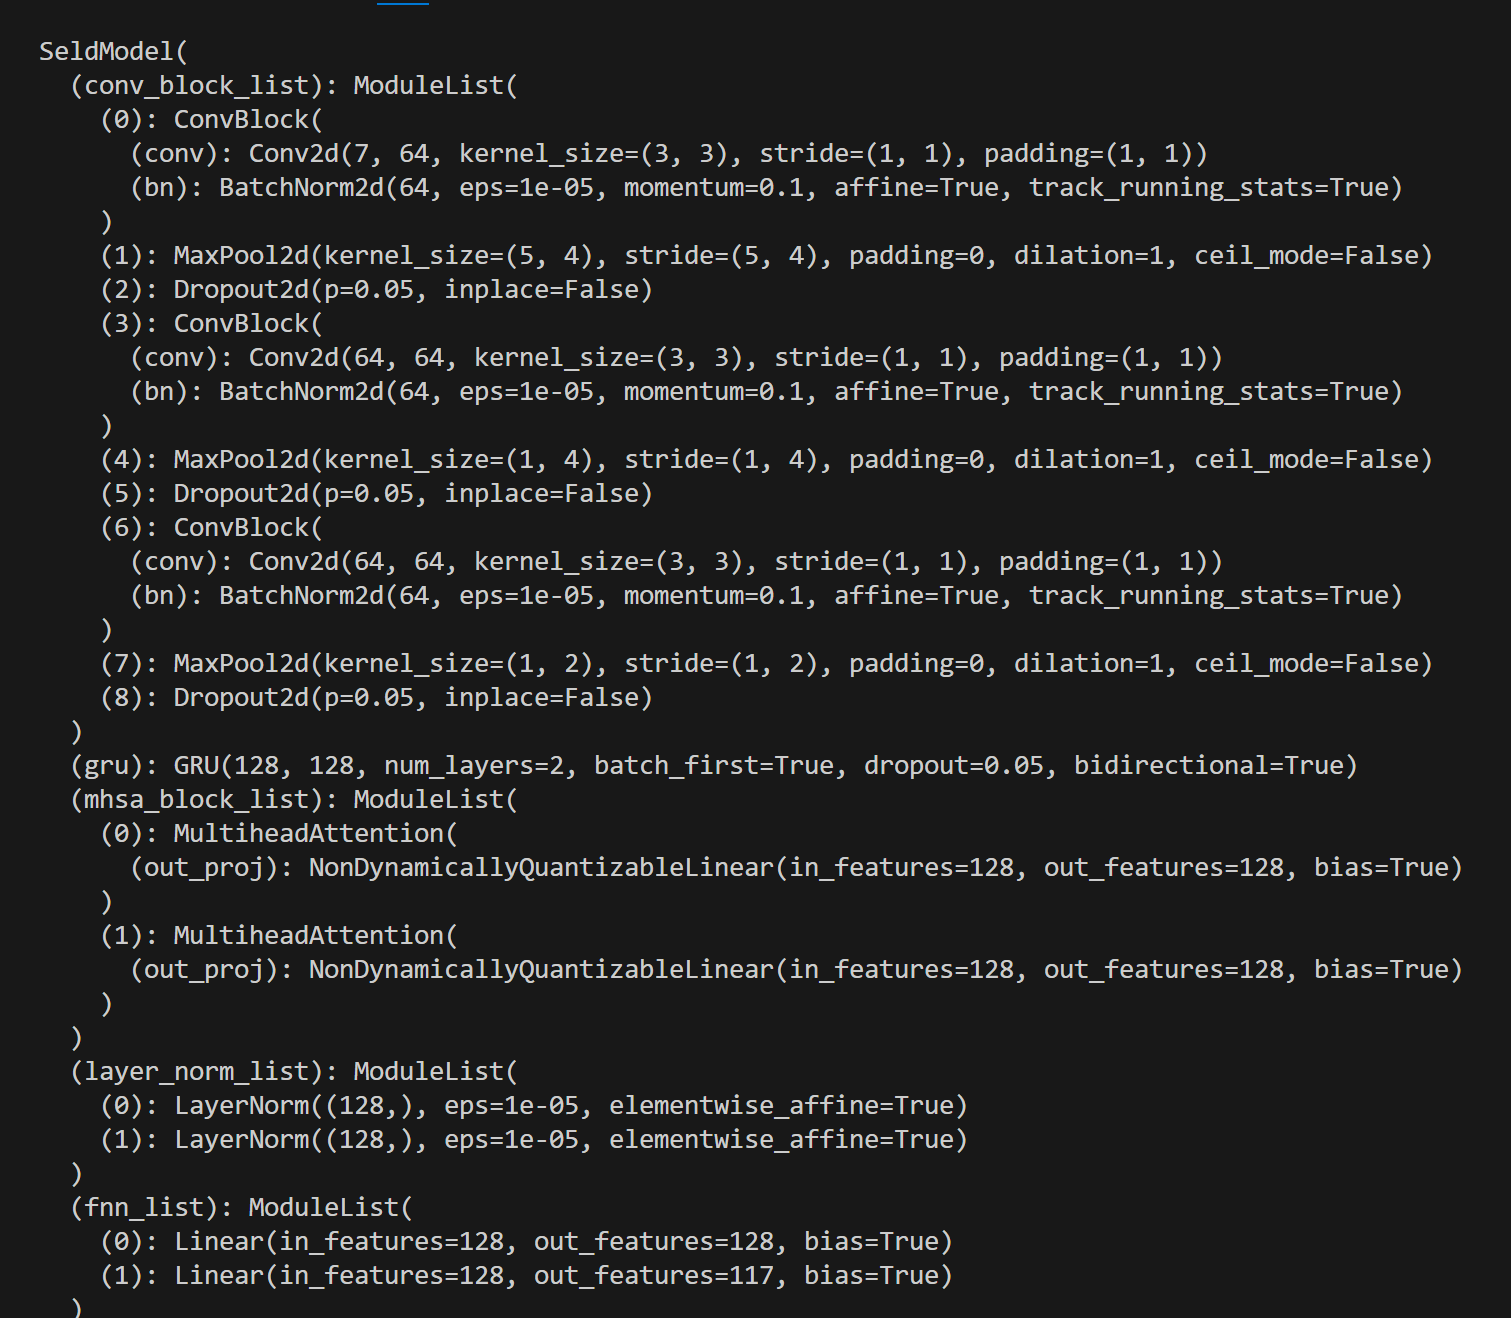 SeldModel(
  (conv_block_list): ModuleList(
    (0): ConvBlock(
      (conv): Conv2d(7, 64, kernel_size=(3, 3), stride=(1, 1), padding=(1, 1))
      (bn): BatchNorm2d(64, eps=1e-05, momentum=0.1, affine=True, track_running_stats=True)
    )
    (1): MaxPool2d(kernel_size=(5, 4), stride=(5, 4), padding=0, dilation=1, ceil_mode=False)
    (2): Dropout2d(p=0.05, inplace=False)
    (3): ConvBlock(
      (conv): Conv2d(64, 64, kernel_size=(3, 3), stride=(1, 1), padding=(1, 1))
      (bn): BatchNorm2d(64, eps=1e-05, momentum=0.1, affine=True, track_running_stats=True)
    )
    (4): MaxPool2d(kernel_size=(1, 4), stride=(1, 4), padding=0, dilation=1, ceil_mode=False)
    (5): Dropout2d(p=0.05, inplace=False)
    (6): ConvBlock(
      (conv): Conv2d(64, 64, kernel_size=(3, 3), stride=(1, 1), padding=(1, 1))
      (bn): BatchNorm2d(64, eps=1e-05, momentum=0.1, affine=True, track_running_stats=True)
    )
    (7): MaxPool2d(kernel_size=(1, 2), stride=(1, 2), padding=0, dilation=1, ceil_mode=False)
    (8): Dropout2d(p=0.05, inplace=False)
  )
  (gru): GRU(128, 128, num_layers=2, batch_first=True, dropout=0.05, bidirectional=True)
  (mhsa_block_list): ModuleList(
    (0): MultiheadAttention(
      (out_proj): NonDynamicallyQuantizableLinear(in_features=128, out_features=128, bias=True)
    )
    (1): MultiheadAttention(
      (out_proj): NonDynamicallyQuantizableLinear(in_features=128, out_features=128, bias=True)
    )
  )
  (layer_norm_list): ModuleList(
    (0): LayerNorm((128,), eps=1e-05, elementwise_affine=True)
    (1): LayerNorm((128,), eps=1e-05, elementwise_affine=True)
  )
  (fnn_list): ModuleList(
    (0): Linear(in_features=128, out_features=128, bias=True)
    (1): Linear(in_features=128, out_features=117, bias=True)
  )